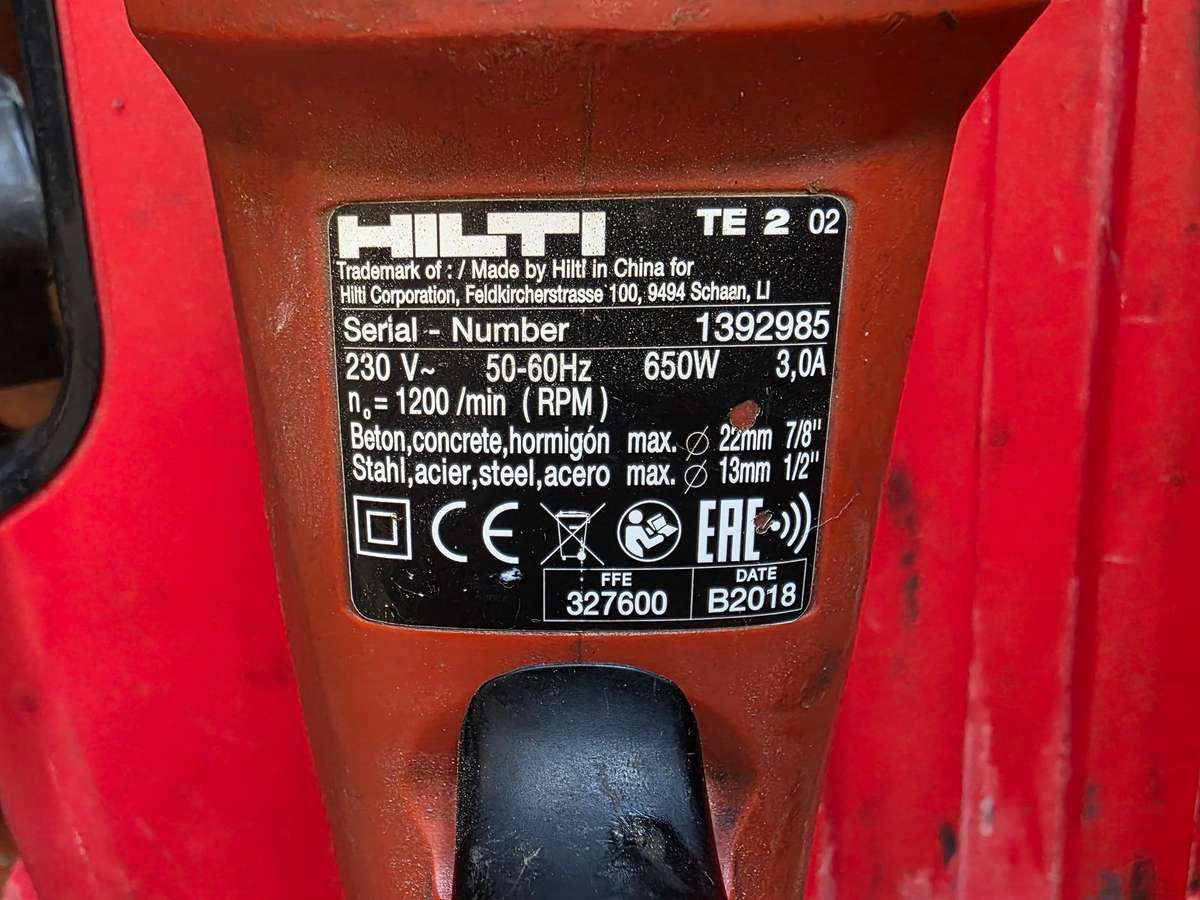 HILTI TE 2 02
Trademark of : / Made by Hilti in China for
Hilti Corporation, Feldkircherstrasse 100, 9494 Schaan, LI
Serial - Number 1392985
230 V~ 50-60Hz 650W 3,0A
no = 1200 /min ( RPM )
Beton,concrete,hormigón max. ∅ 22mm 7/8"
Stahl,acier,steel,acero max. ∅ 13mm 1/2"
CE EAC
FFE DATE
327600 B2018